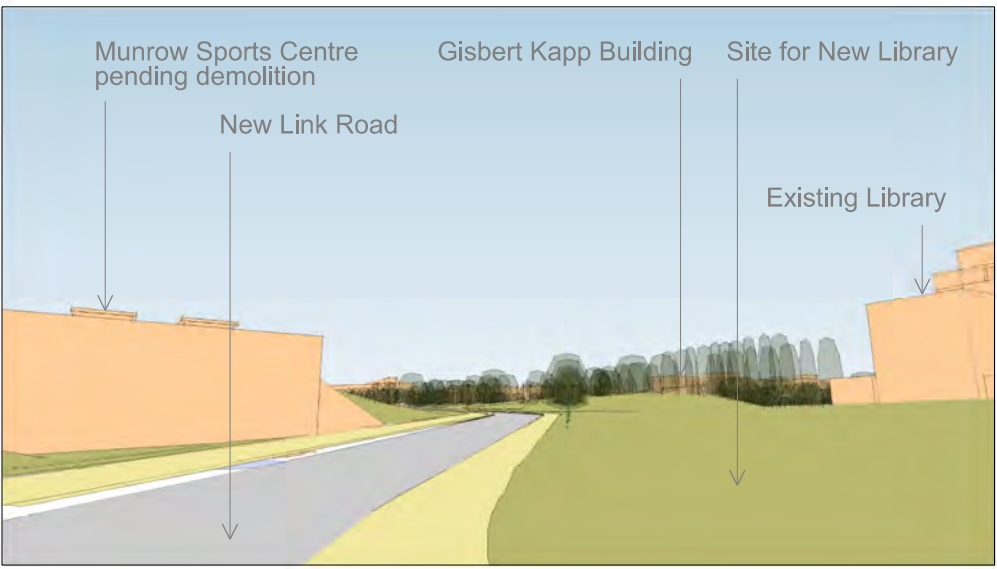 Munrow Sports Centre
pending demolition
Gisbert Kapp Building
Site for New Library
New Link Road
Existing Library